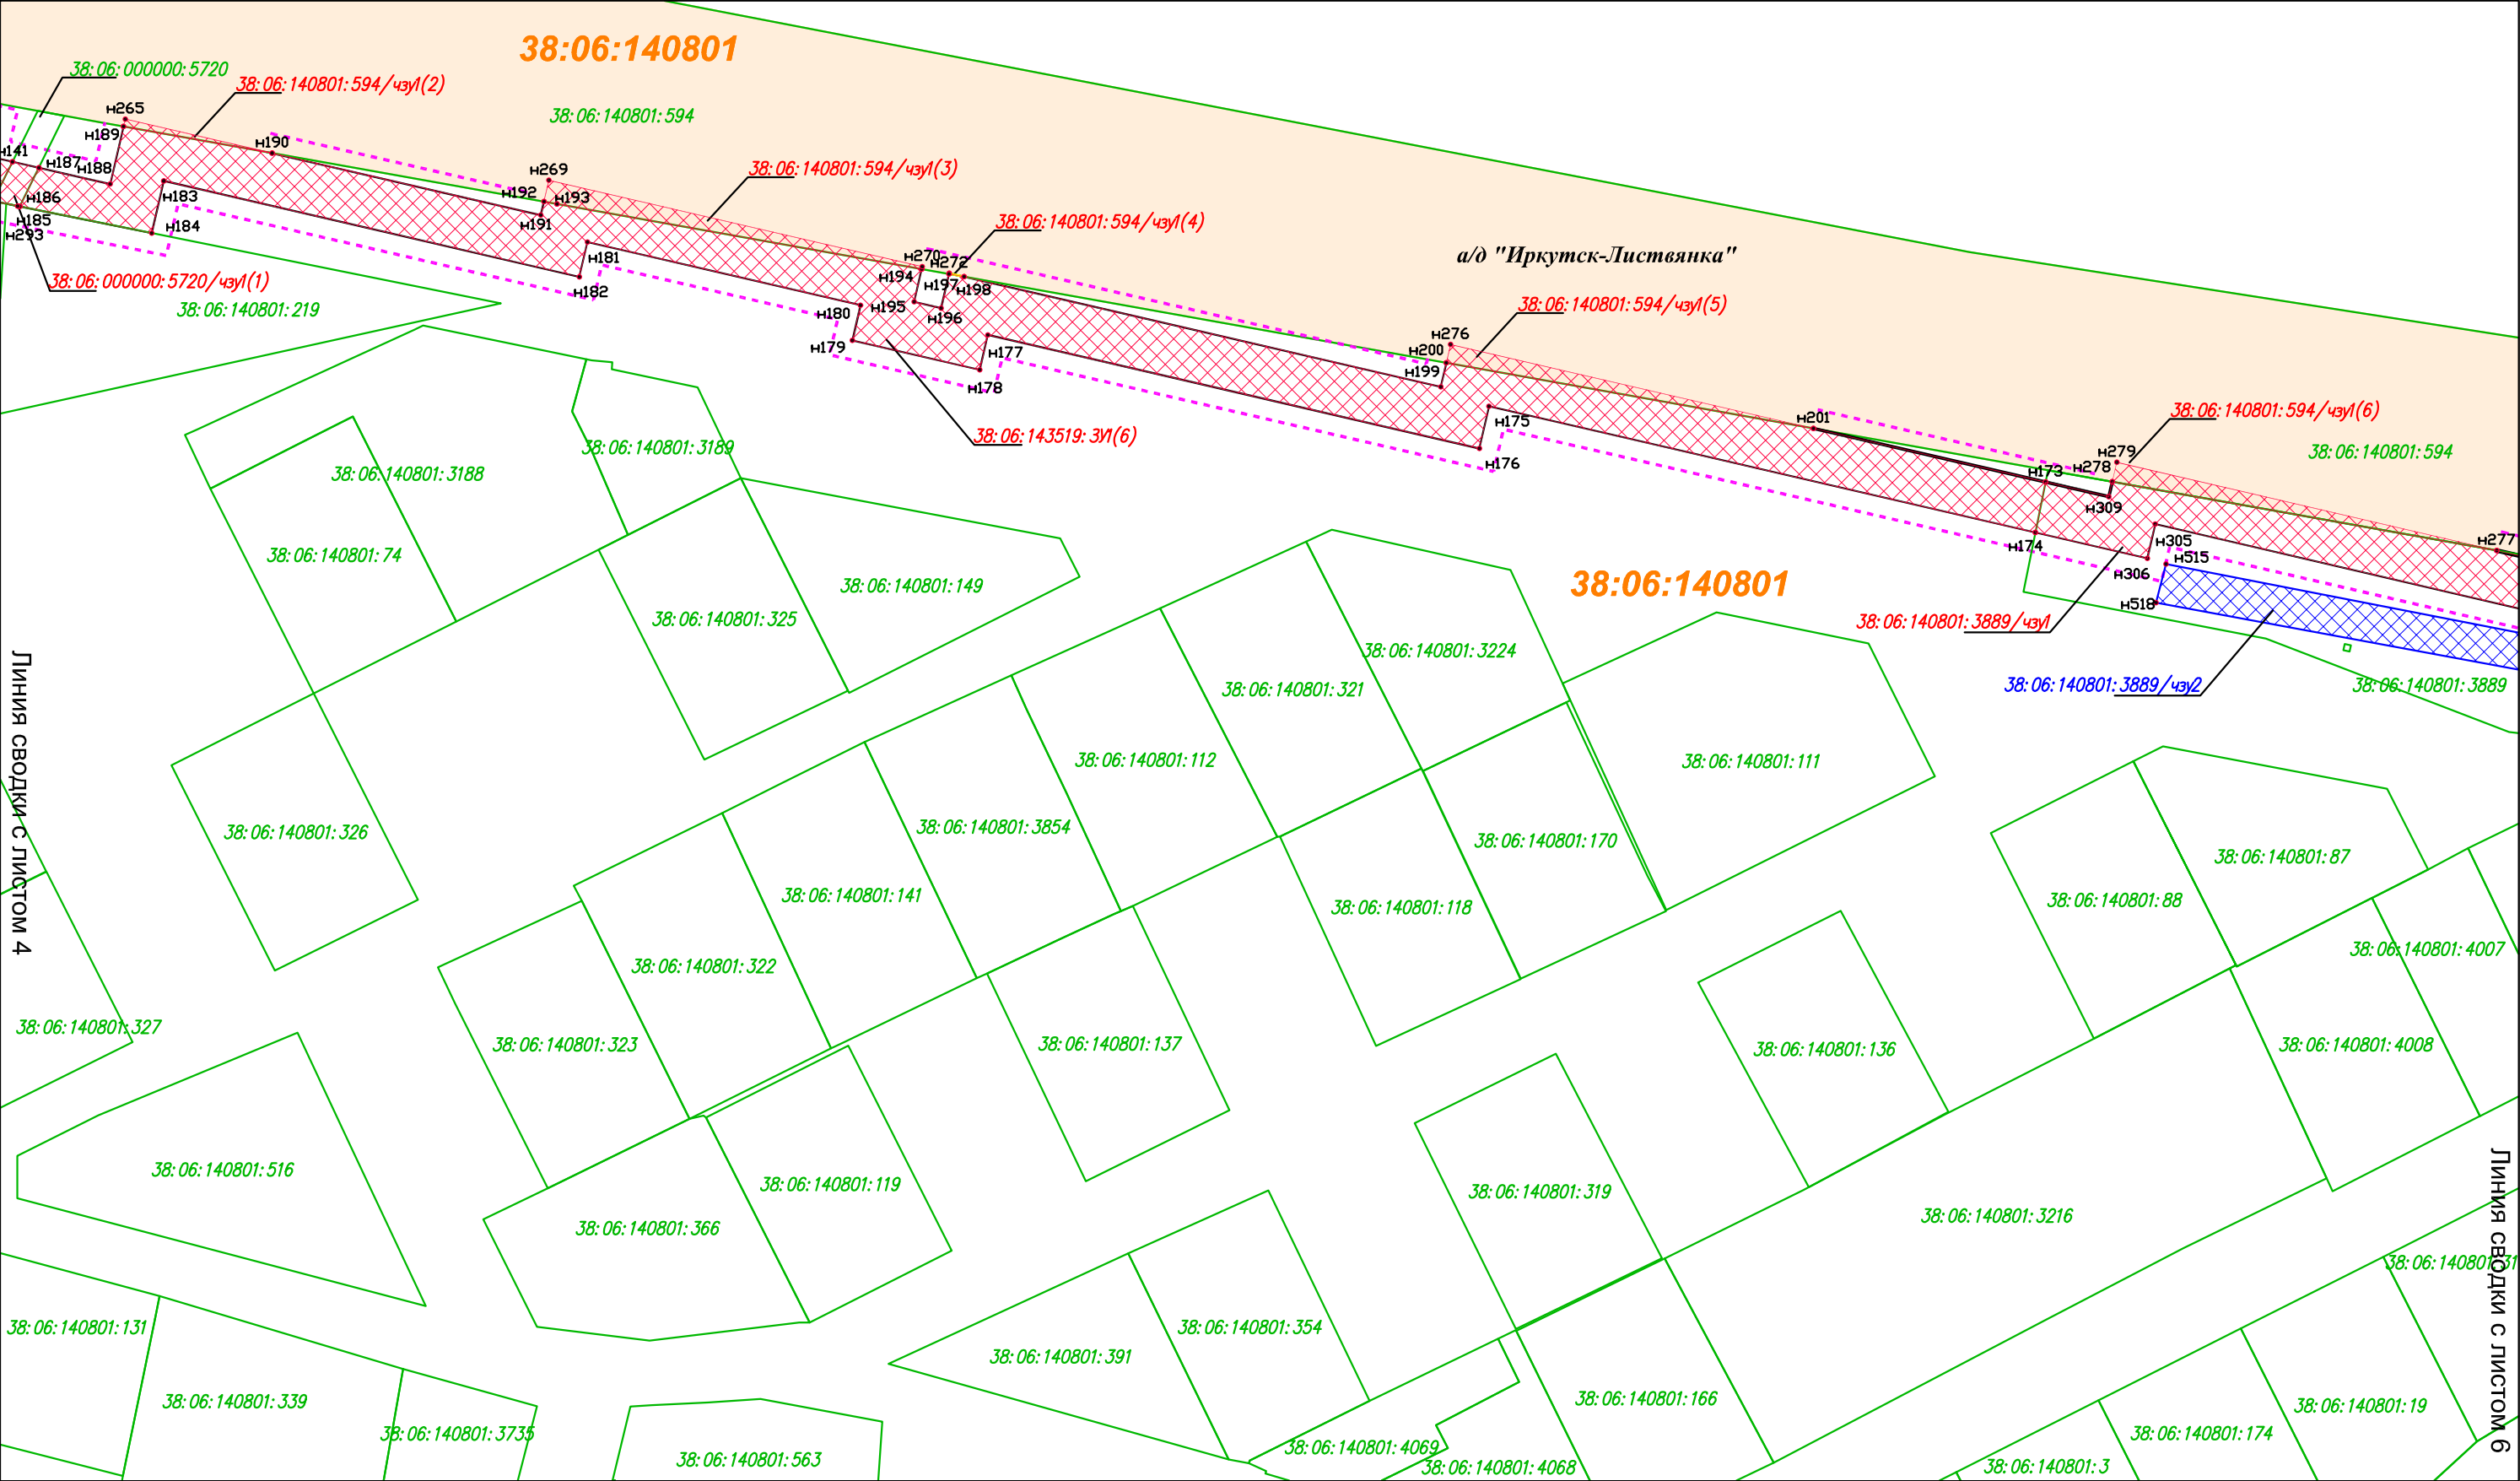 38:06:140801
38:06:000000:5720
38:06:140801:594/чзу1(2)
н265
38:06:140801:594
н189
н190
н141
н187
н188
38:06:140801:594/чзу1(3)
н269
н192
н193
н186
н183
н185
н184
н293
н191
38:06:140801:594/чзу1(4)
а/д "Иркутск-Листвянка"
н181
н270
н272
н194
н197
н198
38:06:000000:5720/чзу1(1)
н182
38:06:140801:219
н180
н195
н196
38:06:140801:594/чзу1(5)
н276
н179
н177
н200
н199
н178
38:06:140801:594/чзу1(6)
н201
н175
38:06:143519:ЗУ1(6)
38:06:140801:3189
38:06:140801:594
н279
н176
н173
н278
38:06:140801:3188
н309
38:06:140801:74
н174
н305
н277
н515
н306
38:06:140801:149
38:06:140801
н518
38:06:140801:325
38:06:140801:3889/чзу1
38:06:140801:3224
38:06:140801:321
38:06:140801:3889/чзу2
38:06:140801:3889
Линия сводки с листом 4
38:06:140801:112
38:06:140801:111
38:06:140801:326
38:06:140801:3854
38:06:140801:170
38:06:140801:87
38:06:140801:141
38:06:140801:118
38:06:140801:88
38:06:140801:322
38:06:140801:4007
38:06:140801:327
38:06:140801:323
38:06:140801:137
38:06:140801:136
38:06:140801:4008
38:06:140801:516
38:06:140801:119
38:06:140801:319
38:06:140801:366
38:06:140801:3216
Линия сводки с листом 6
38:06:140801:31
38:06:140801:131
38:06:140801:354
38:06:140801:391
38:06:140801:339
38:06:140801:166
38:06:140801:19
38:06:140801:3735
38:06:140801:174
38:06:140801:563
38:06:140801:4069
38:06:140801:4068
38:06:140801:3